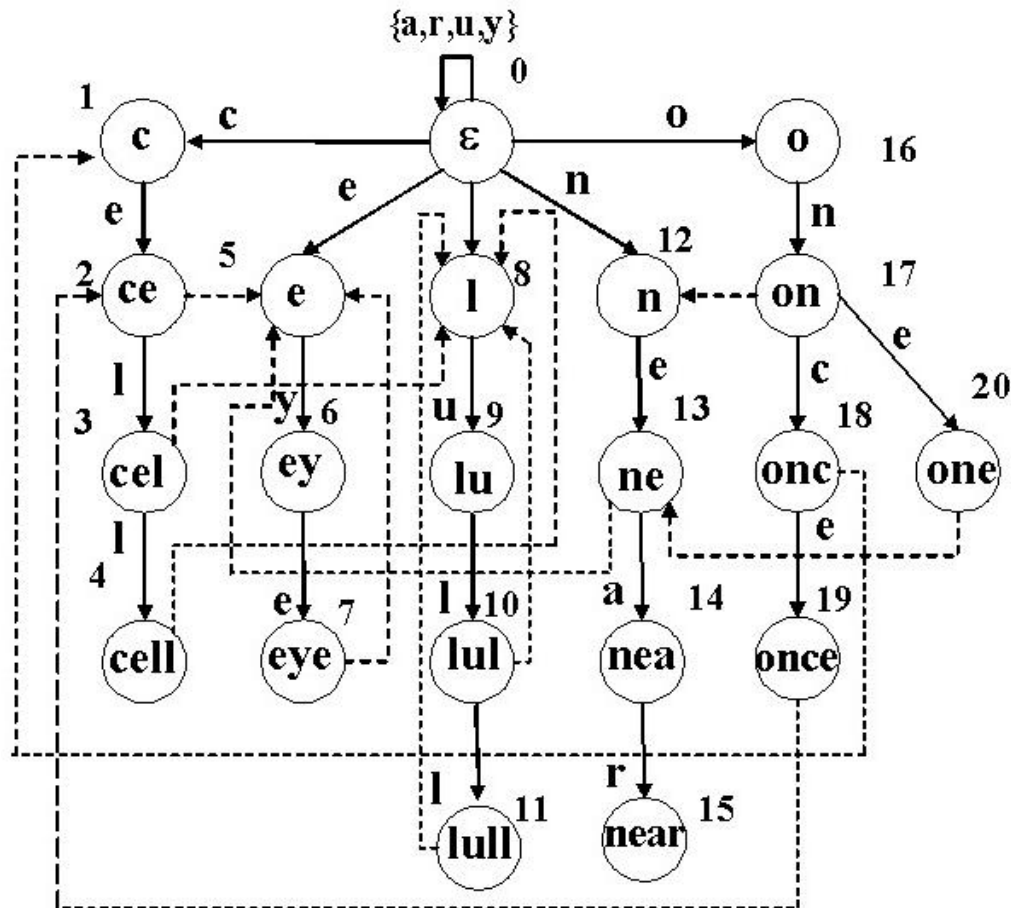 {a,r,u,y}
0
1
c
c
ε
o
o
16
e
e
n
n
2
ce
5
e
l
8
12
n
on
17
l
y
u
e
c
e
3
cel
6
ey
9
lu
13
ne
18
onc
20
one
l
e
l
a
e
4
cell
7
eye
10
lul
14
nea
19
once
l
r
11
lull
15
near